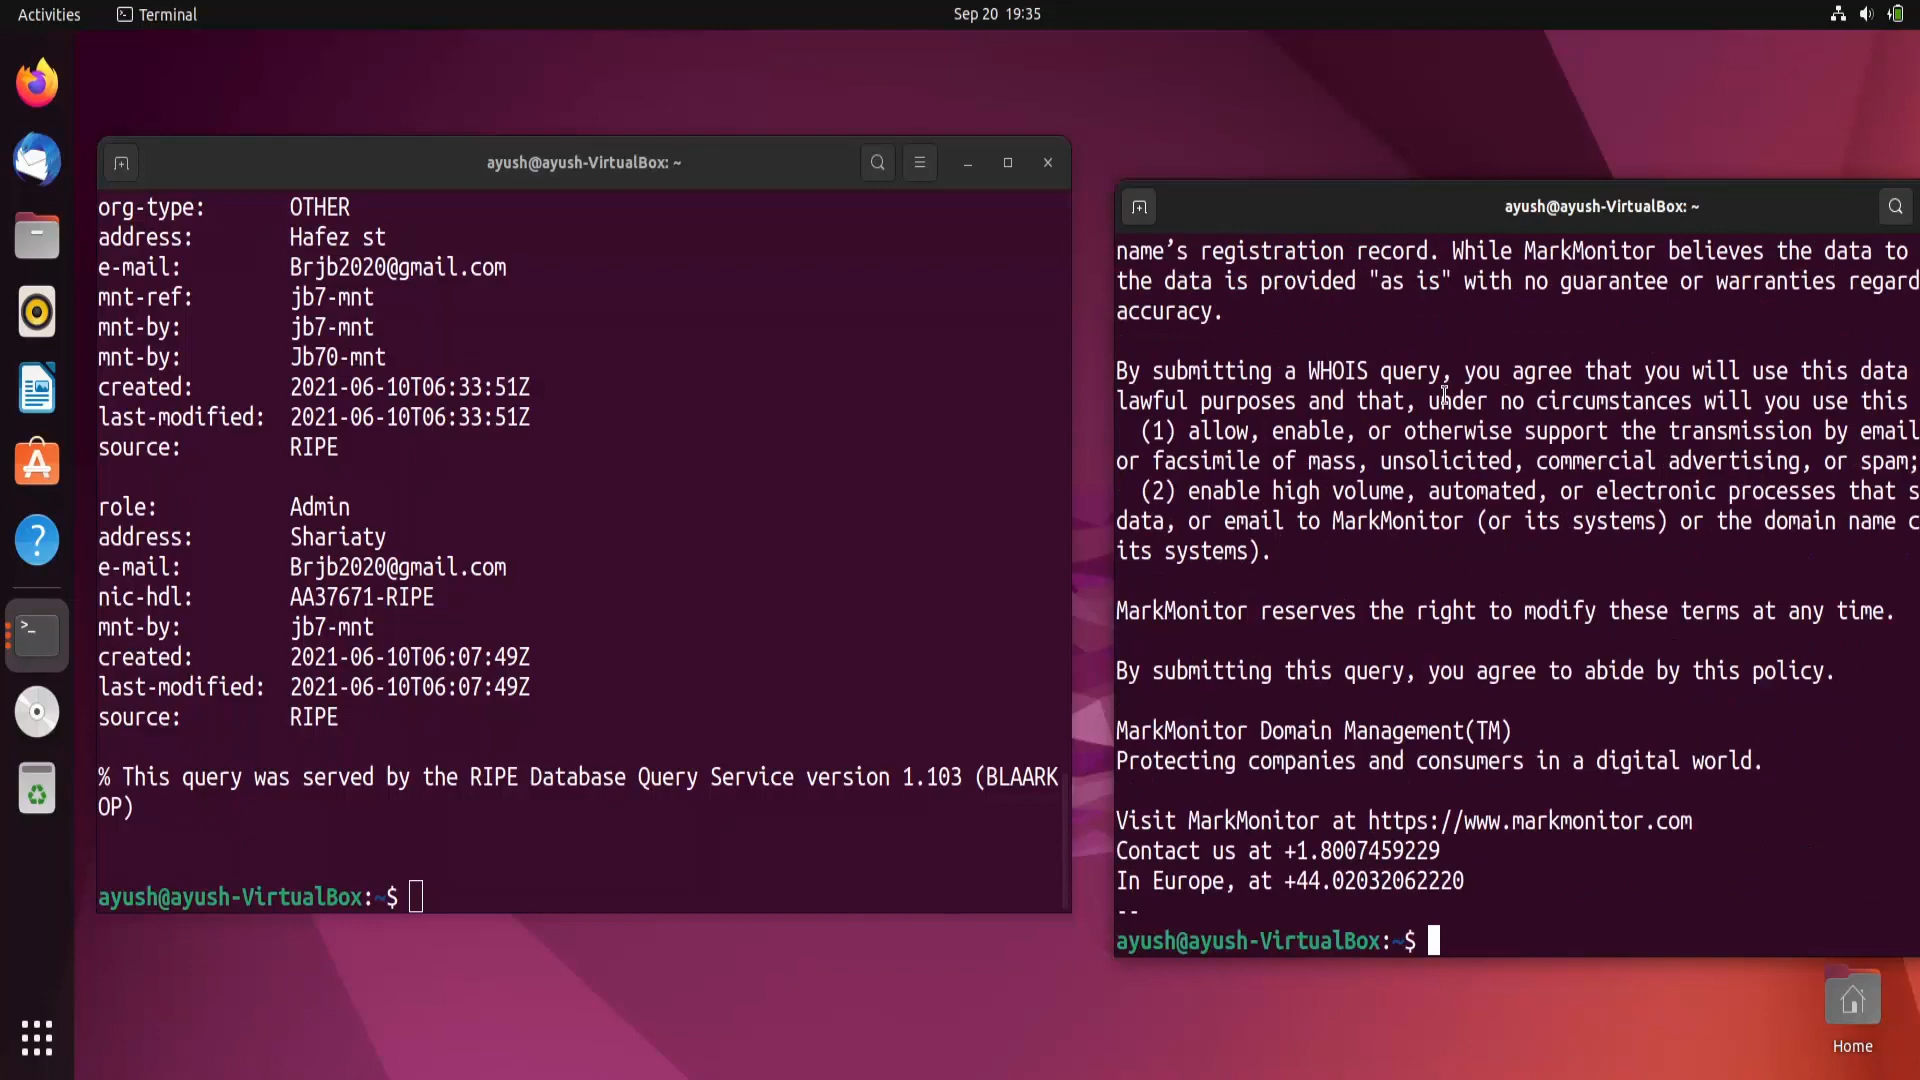 Activities
Terminal
Sep 20 19:35
ayush@ayush-VirtualBox: ~
org-type: OTHER
address: Hafez st
e-mail: Brjb2020@gmail.com
mnt-ref: jb7-mnt
mnt-by: jb7-mnt
mnt-by: Jb70-mnt
created: 2021-06-10T06:33:51Z
last-modified: 2021-06-10T06:33:51Z
source: RIPE
role: Admin
address: Shariaty
e-mail: Brjb2020@gmail.com
nic-hdl: AA37671-RIPE
mnt-by: jb7-mnt
created: 2021-06-10T06:07:49Z
last-modified: 2021-06-10T06:07:49Z
source: RIPE
% This query was served by the RIPE Database Query Service version 1.103 (BLAARK
OP)
ayush@ayush-VirtualBox:~$
ayush@ayush-VirtualBox: ~
name’s registration record. While MarkMonitor believes the data to
the data is provided "as is" with no guarantee or warranties regard
accuracy.
By submitting a WHOIS query, you agree that you will use this data
lawful purposes and that, under no circumstances will you use this
(1) allow, enable, or otherwise support the transmission by email
or facsimile of mass, unsolicited, commercial advertising, or spam;
(2) enable high volume, automated, or electronic processes that s
data, or email to MarkMonitor (or its systems) or the domain name c
its systems).
MarkMonitor reserves the right to modify these terms at any time.
By submitting this query, you agree to abide by this policy.
MarkMonitor Domain Management(TM)
Protecting companies and consumers in a digital world.
Visit MarkMonitor at https://www.markmonitor.com
Contact us at +1.8007459229
In Europe, at +44.02032062220
--
ayush@ayush-VirtualBox:~$
Home